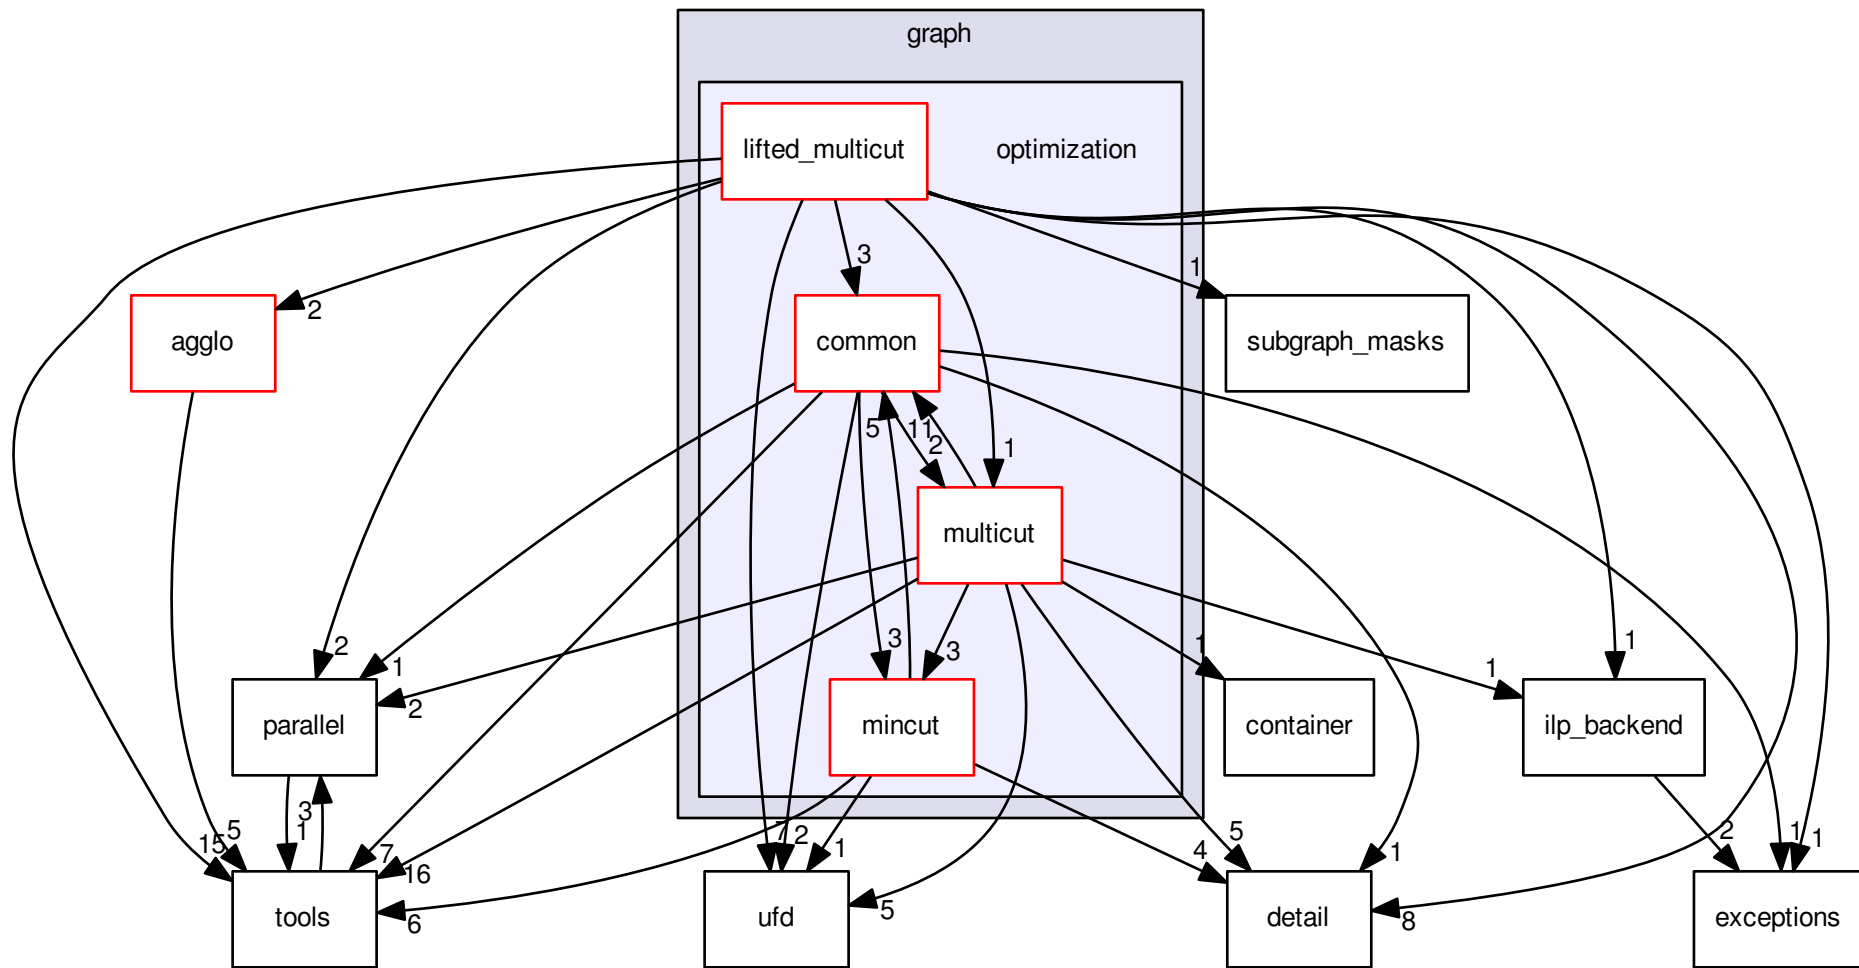 graph
lifted_multicut
optimization
3
1
2
agglo
common
subgraph_masks
5
11
2
1
multicut
2
1
3
3
1
1
1
2
parallel
mincut
container
ilp_backend
3
1
15
5
7
16
7
2
1
5
4
1
2
1
1
tools
6
ufd
5
detail
8
exceptions